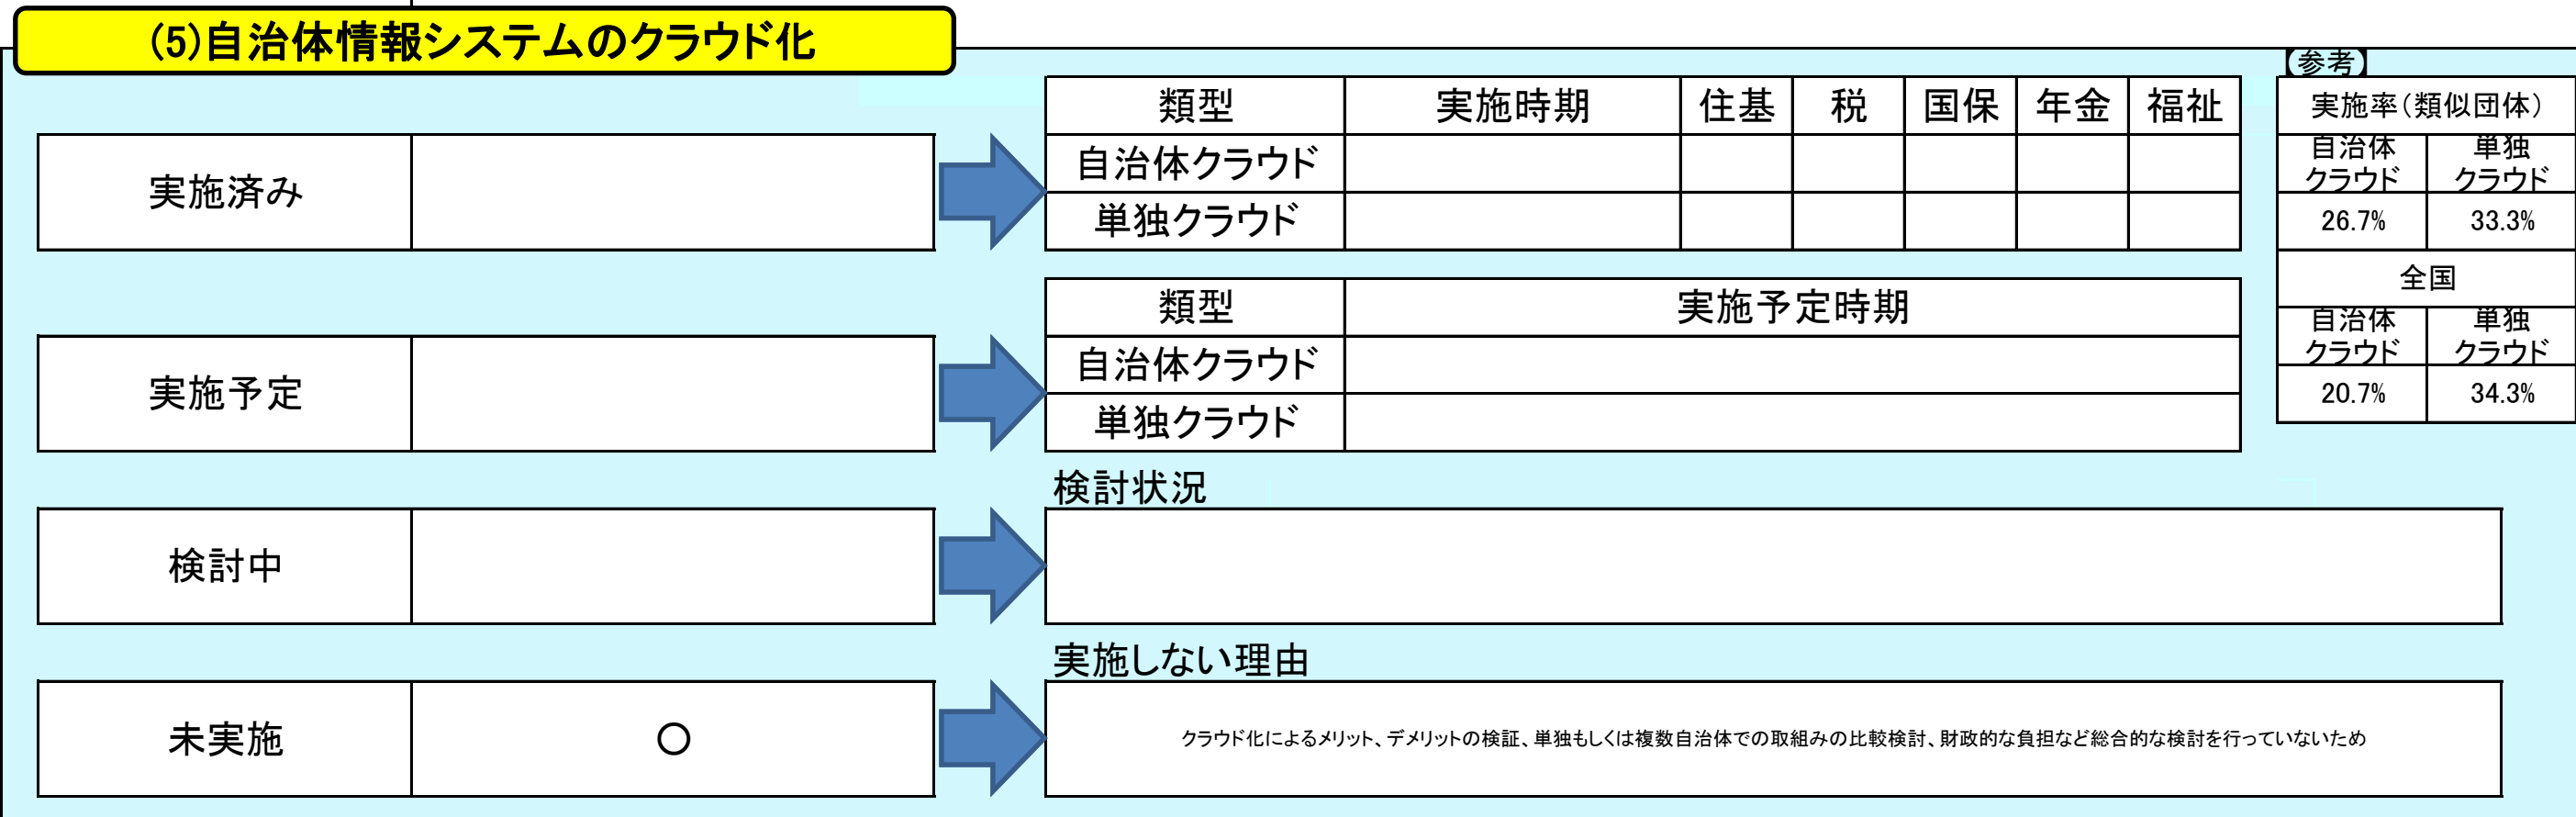 (5)自治体情報システムのクラウド化
【参考】
類型 実施時期 住基 税 国保 年金 福祉
実施率(類似団体)
実施済み
自治体クラウド
単独クラウド
自治体
クラウド
単独
クラウド
26.7% 33.3%
全国
類型 実施予定時期
実施予定
自治体クラウド
単独クラウド
自治体
クラウド
単独
クラウド
20.7% 34.3%
検討状況
検討中
実施しない理由
未実施 ○
クラウド化によるメリット、デメリットの検証、単独もしくは複数自治体での取組みの比較検討、財政的な負担など総合的な検討を行っていないため